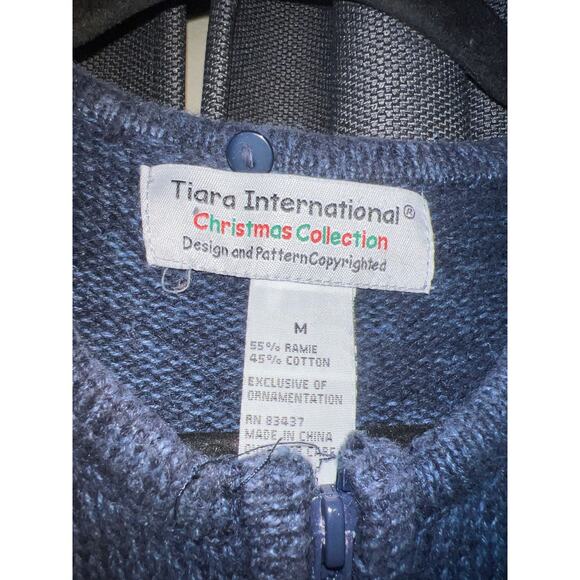 Tiara International®
Christmas Collection
Design and Pattern Copyrighted
M
55% RAMIE
45% COTTON
EXCLUSIVE OF
ORNAMENTATION
RN 83437
MADE IN CHINA
CARE